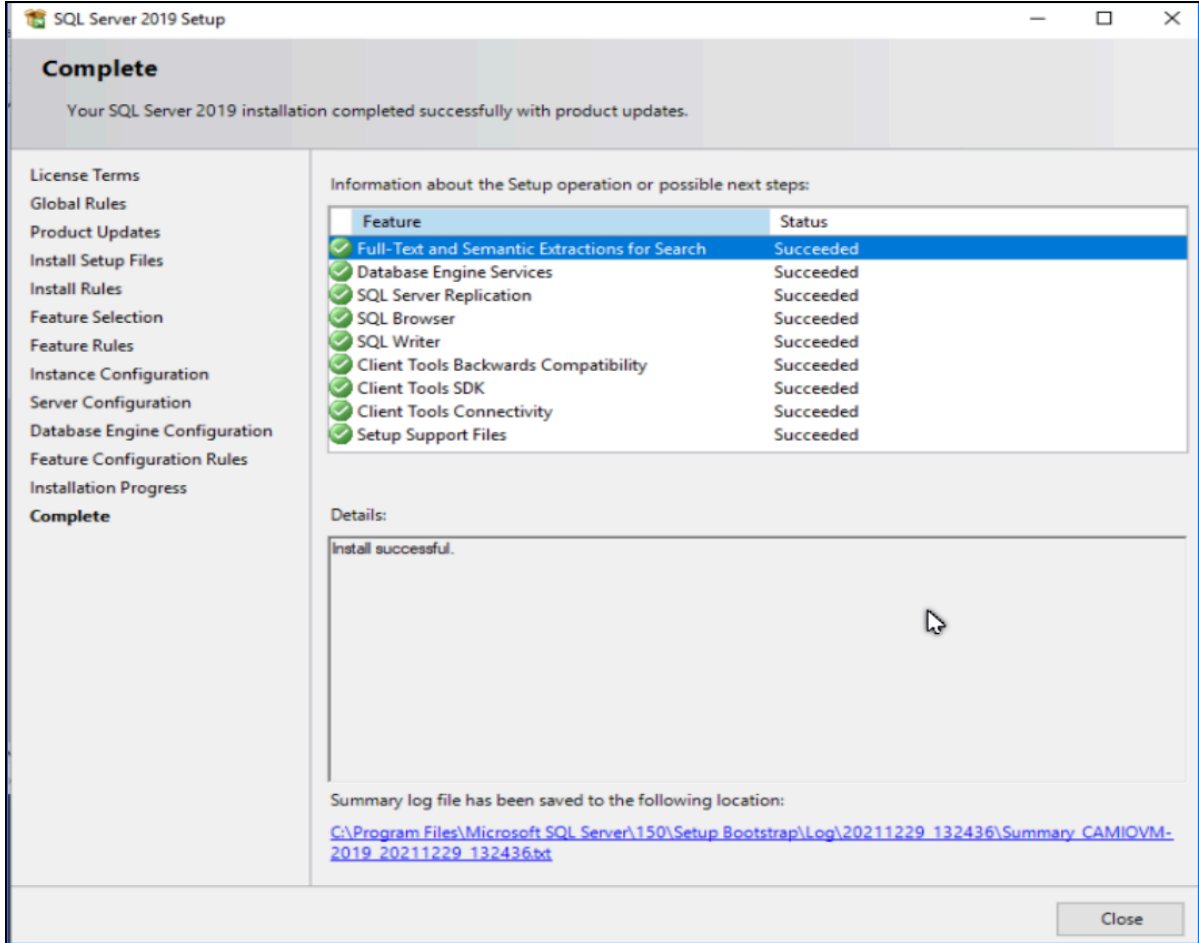 SQL Server 2019 Setup
Complete
Your SQL Server 2019 installation completed successfully with product updates.
License Terms
Global Rules
Product Updates
Install Setup Files
Install Rules
Feature Selection
Feature Rules
Instance Configuration
Server Configuration
Database Engine Configuration
Feature Configuration Rules
Installation Progress
Complete
Information about the Setup operation or possible next steps:
Feature Status
Full-Text and Semantic Extractions for Search Succeeded
Database Engine Services Succeeded
SQL Server Replication Succeeded
SQL Browser Succeeded
SQL Writer Succeeded
Client Tools Backwards Compatibility Succeeded
Client Tools SDK Succeeded
Client Tools Connectivity Succeeded
Setup Support Files Succeeded
Details:
Install successful.
Summary log file has been saved to the following location:
C:\Program Files\Microsoft SQL Server\150\Setup Bootstrap\Log\20211229_132436\Summary_CAMIOVM-
2019_20211229_132436.txt
Close